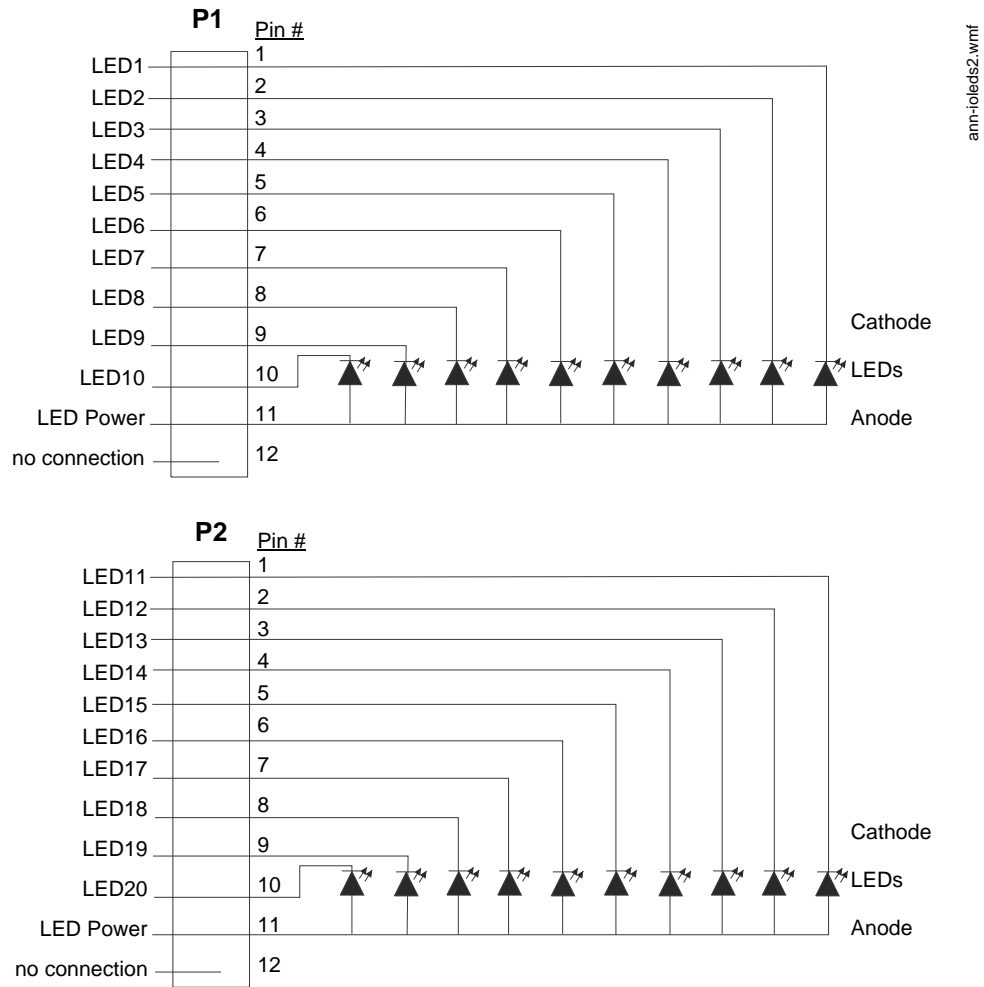 P1
Pin #
LED1 1
LED2 2
LED3 3
LED4 4
LED5 5
LED6 6
LED7 7
LED8 8
LED9 9
LED10 10
LED Power 11
no connection 12
Cathode
LEDs
Anode
ann-ioleds2.wmf
P2
Pin #
LED11 1
LED12 2
LED13 3
LED14 4
LED15 5
LED16 6
LED17 7
LED18 8
LED19 9
LED20 10
LED Power 11
no connection 12
Cathode
LEDs
Anode